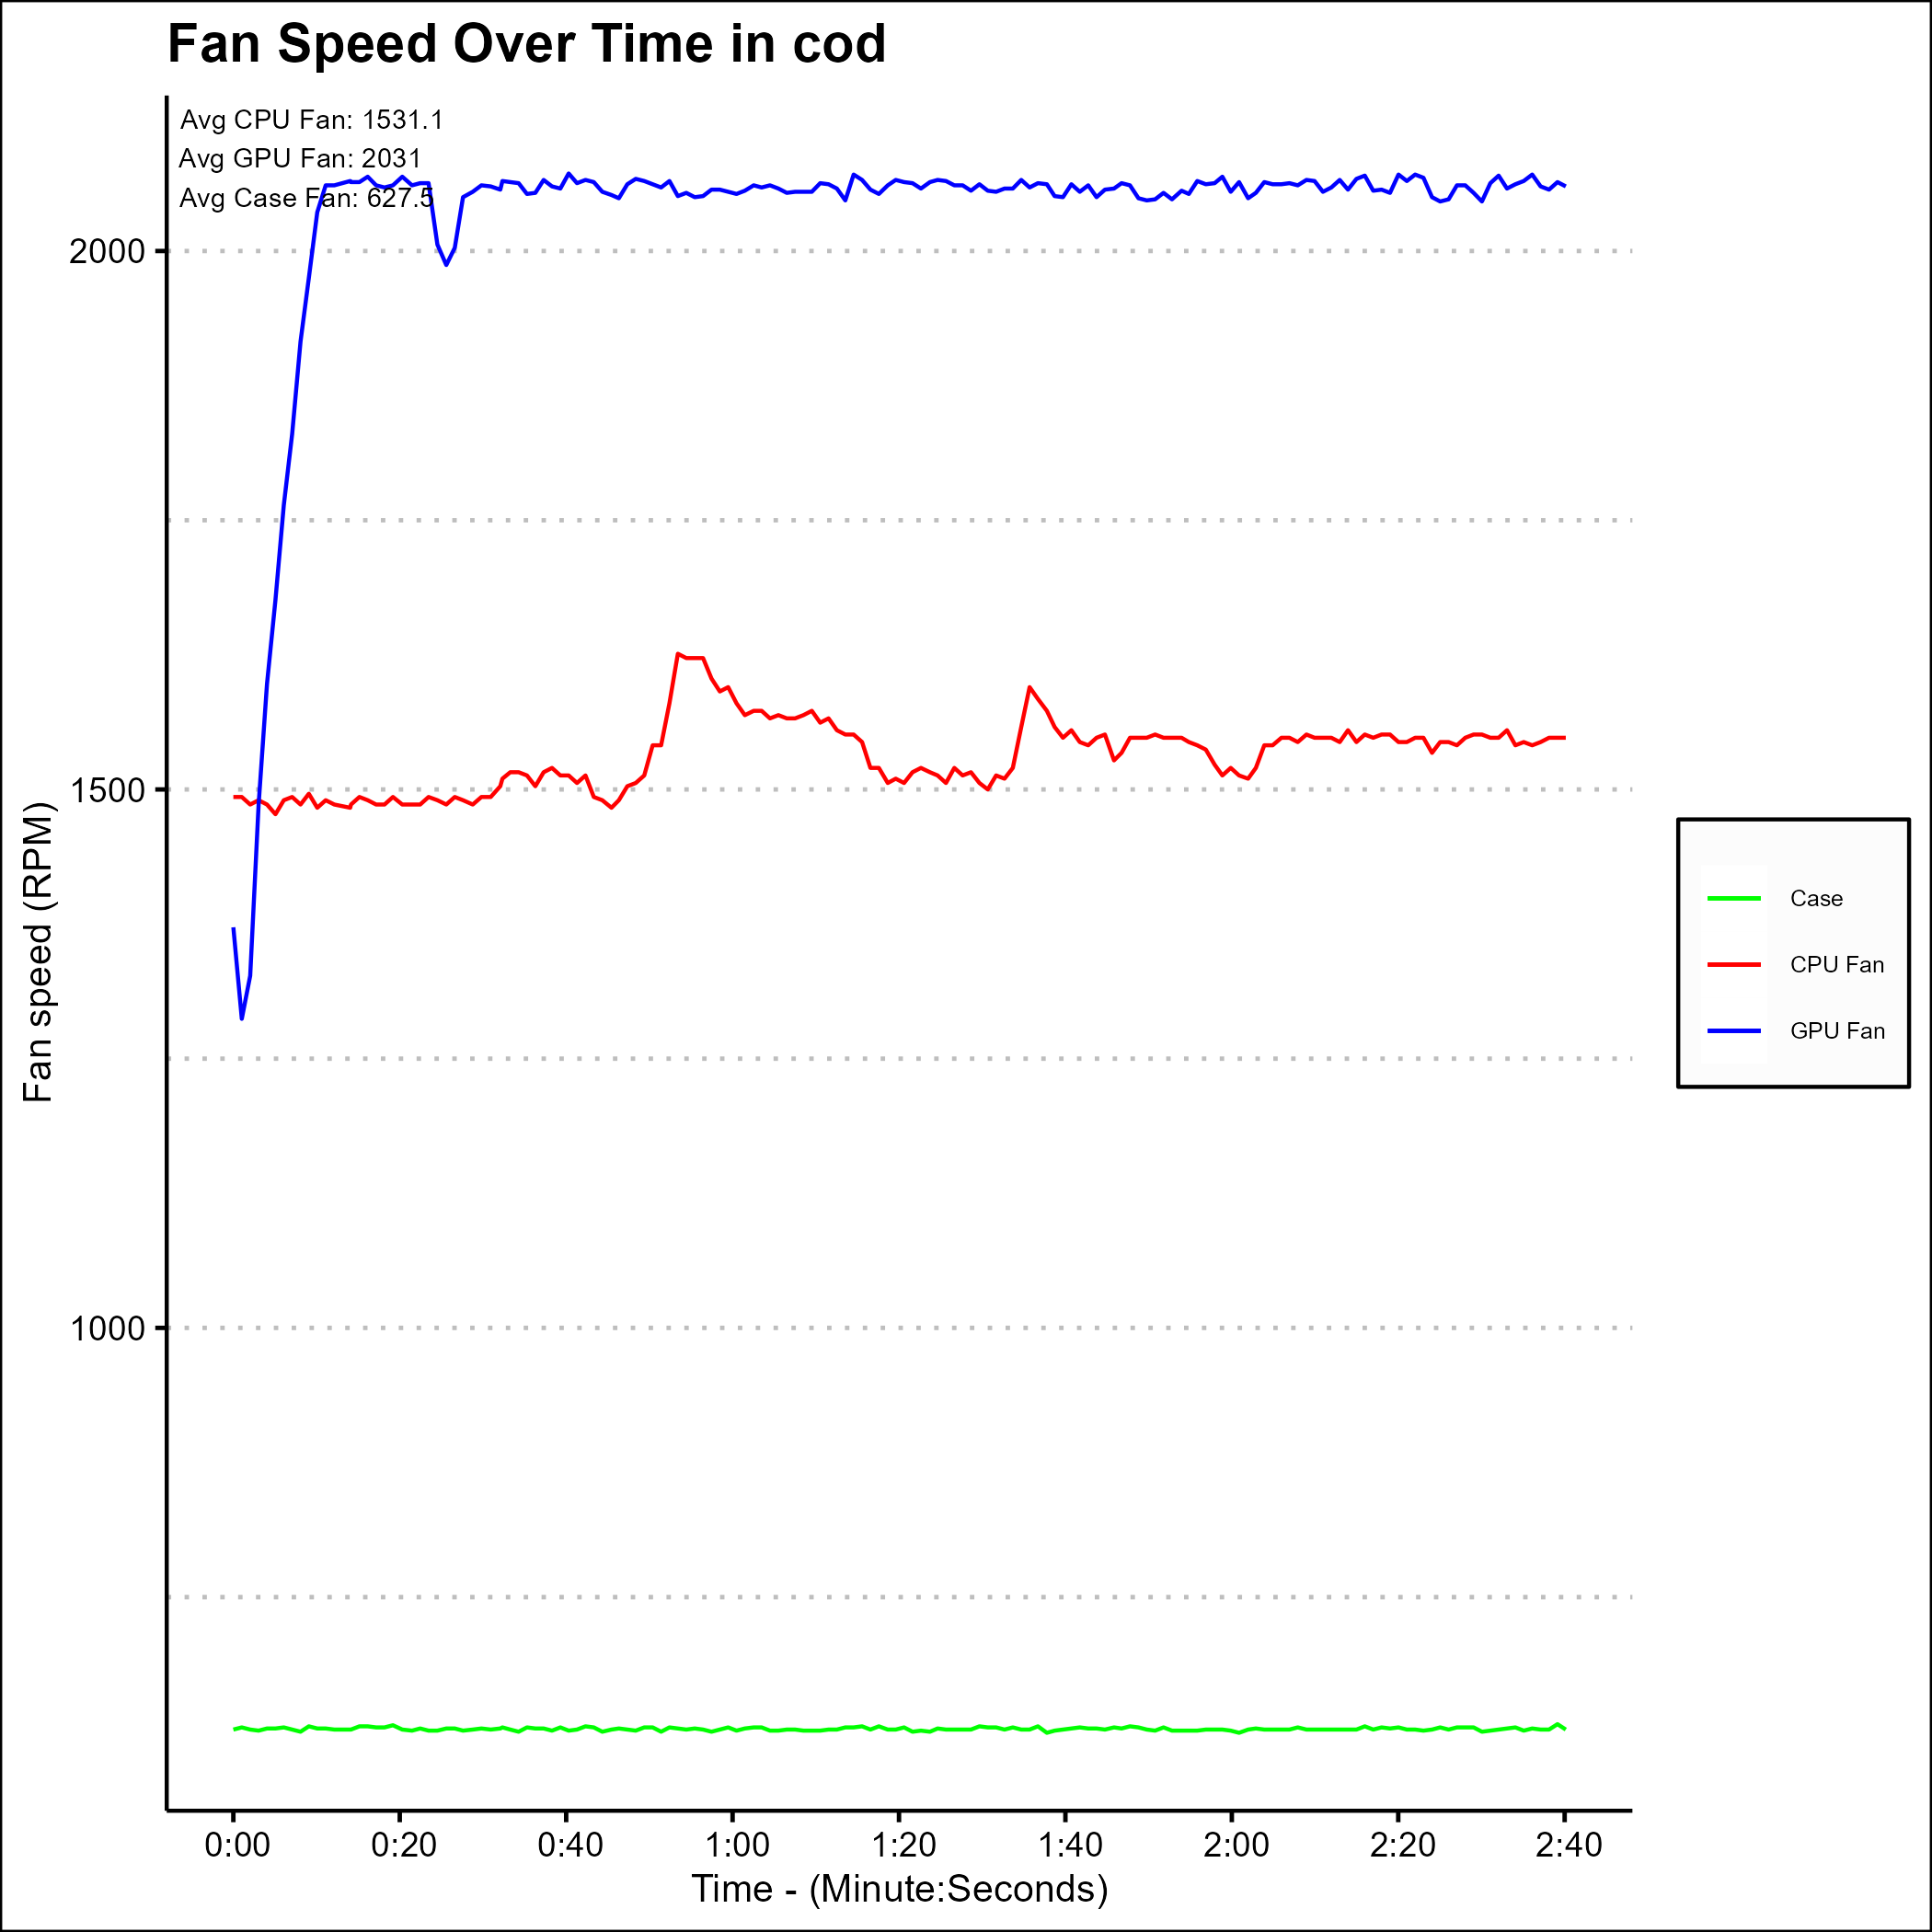 Fan Speed Over Time in cod
Avg CPU Fan: 1531.1
Avg GPU Fan: 2031
Avg Case Fan: 627.5
2000
1500
1000
Fan speed (RPM)
Case
CPU Fan
GPU Fan
0:00 0:20 0:40 1:00 1:20 1:40 2:00 2:20 2:40
Time - (Minute:Seconds)